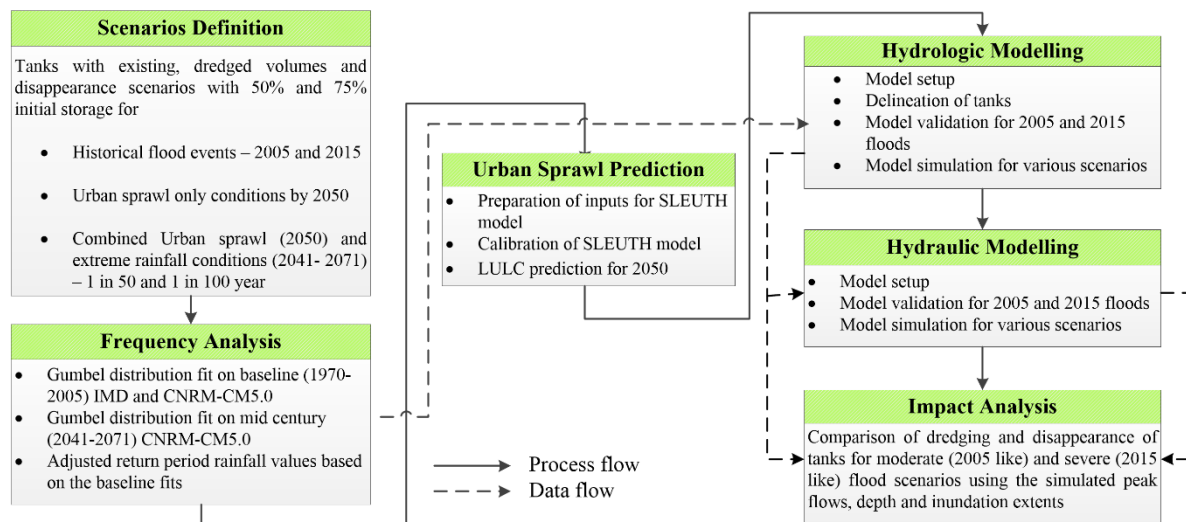 Scenarios Definition
Tanks with existing, dredged volumes and
disappearance scenarios with 50% and 75%
initial storage for
• Historical flood events – 2005 and 2015
• Urban sprawl only conditions by 2050
• Combined Urban sprawl (2050) and
extreme rainfall conditions (2041- 2071)
– 1 in 50 and 1 in 100 year
Frequency Analysis
• Gumbel distribution fit on baseline (1970-
2005) IMD and CNRM-CM5.0
• Gumbel distribution fit on mid century
(2041-2071) CNRM-CM5.0
• Adjusted return period rainfall values based
on the baseline fits
Urban Sprawl Prediction
• Preparation of inputs for SLEUTH
model
• Calibration of SLEUTH model
• LULC prediction for 2050
Process flow
Data flow
Hydrologic Modelling
• Model setup
• Delineation of tanks
• Model validation for 2005 and 2015
floods
• Model simulation for various scenarios
Hydraulic Modelling
• Model setup
• Model validation for 2005 and 2015 floods
• Model simulation for various scenarios
Impact Analysis
Comparison of dredging and disappearance of
tanks for moderate (2005 like) and severe (2015
like) flood scenarios using the simulated peak
flows, depth and inundation extents